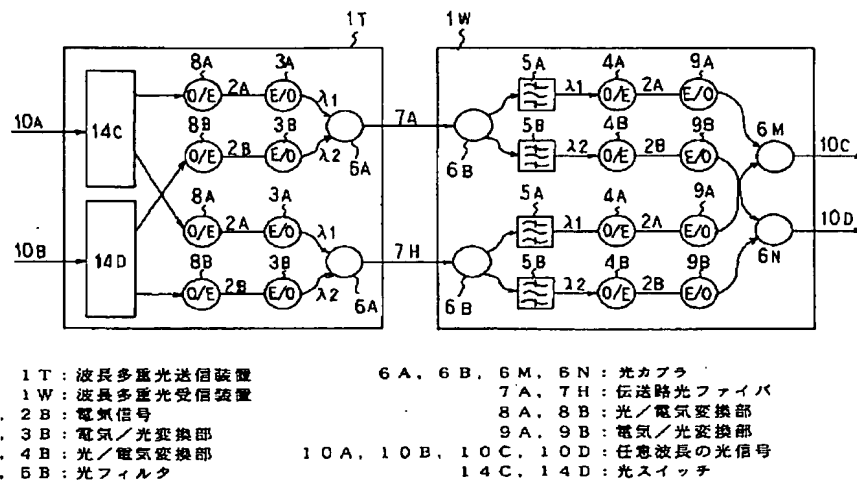 1T
1W
8A
3A
5A
4A
9A
O/E
2A
E/O
λ1
λ1
O/E
2A
E/O
10A
14C
8B
3B
λ2
6A
7A
6B
5B
4B
9B
6M
10C
O/E
2B
E/O
λ2
O/E
2B
E/O
8A
3A
5A
4A
9A
O/E
2A
E/O
λ1
λ1
O/E
2A
E/O
10D
10B
14D
8B
3B
λ2
6A
7H
6B
5B
4B
9B
6N
O/E
2B
E/O
λ2
O/E
2B
E/O
1T:波長多重光送信装置
1W:波長多重光受信装置
, 2B:電気信号
, 3B:電気/光変換部
, 4B:光/電気変換部
, 5B:光フィルタ
6A, 6B, 6M, 6N:光カプラ
7A, 7H:伝送路光ファイバ
8A, 8B:光/電気変換部
9A, 9B:電気/光変換部
10A, 10B, 10C, 10D:任意波長の光信号
14C, 14D:光スイッチ